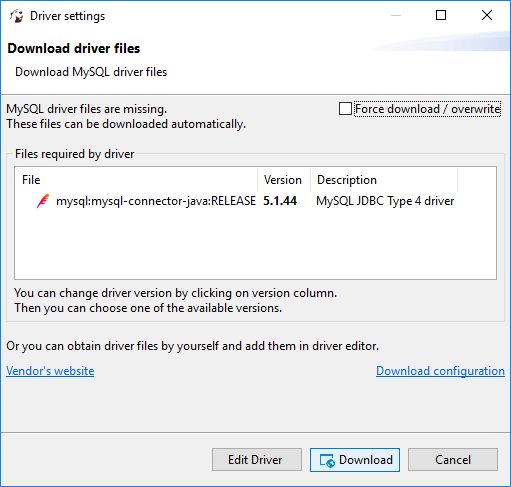 Driver settings
Download driver files
Download MySQL driver files
MySQL driver files are missing.
Force download / overwrite
These files can be downloaded automatically.
Files required by driver
File Version Description
mysql:mysql-connector-java:RELEASE 5.1.44 MySQL JDBC Type 4 driver
You can change driver version by clicking on version column.
Then you can choose one of the available versions.
Or you can obtain driver files by yourself and add them in driver editor.
Vendor's website Download configuration
Edit Driver Download Cancel